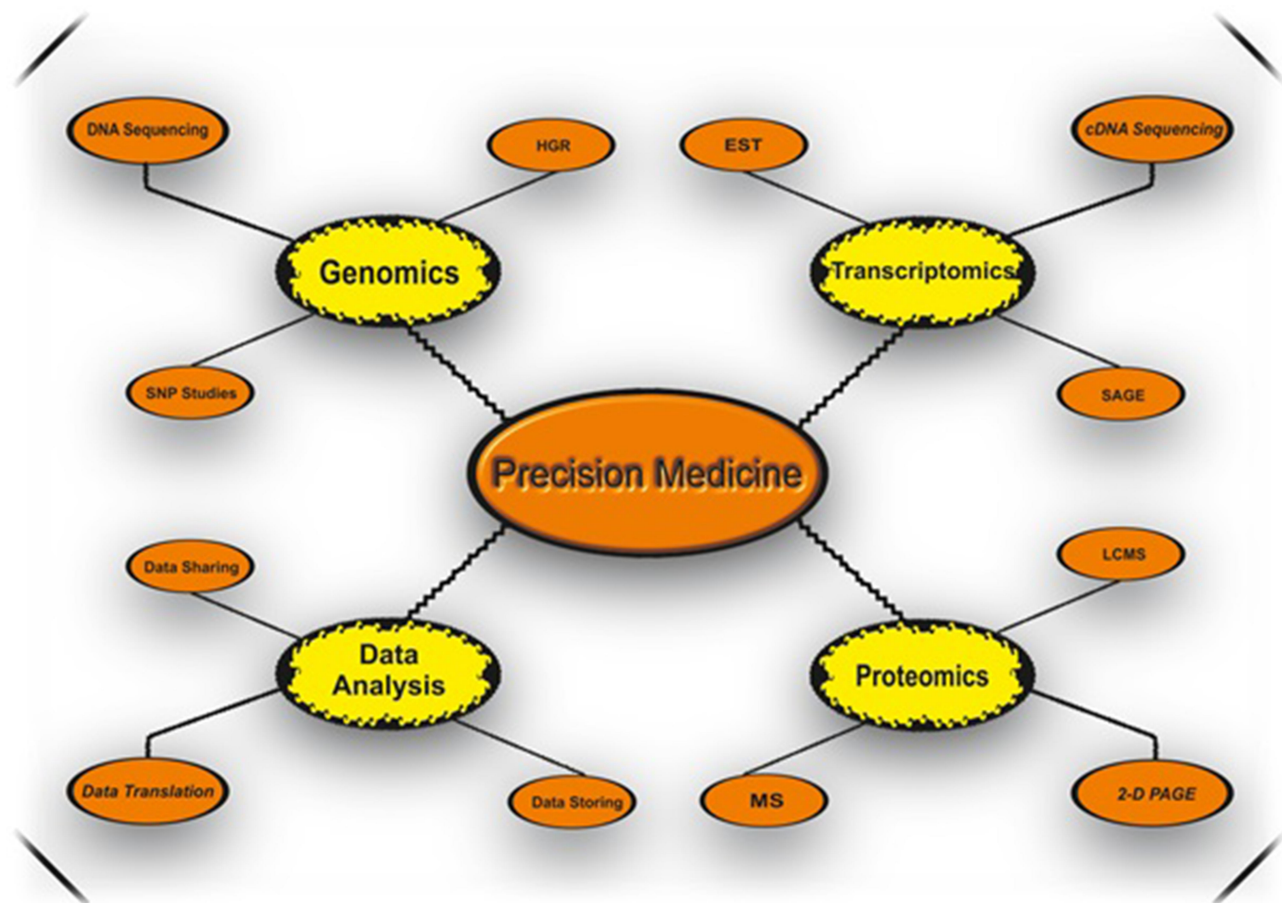 DNA Sequencing
HGR
EST
cDNA Sequencing
Genomics
Transcriptomics
SNP Studies
SAGE
Precision Medicine
Data Sharing
LCMS
Data
Analysis
Proteomics
Data Translation
Data Storing
MS
2-D PAGE